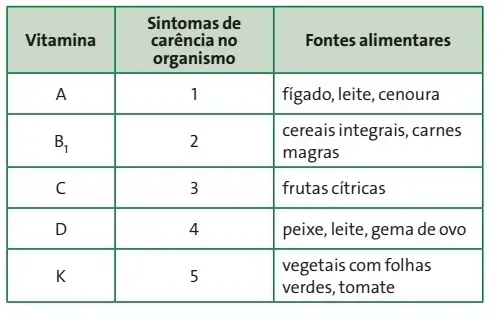 Vitamina
Sintomas de
carência no
organismo
Fontes alimentares
A
1
fígado, leite, cenoura
B1
2
cereais integrais, carnes
magras
C
3
frutas cítricas
D
4
peixe, leite, gema de ovo
K
5
vegetais com folhas
verdes, tomate